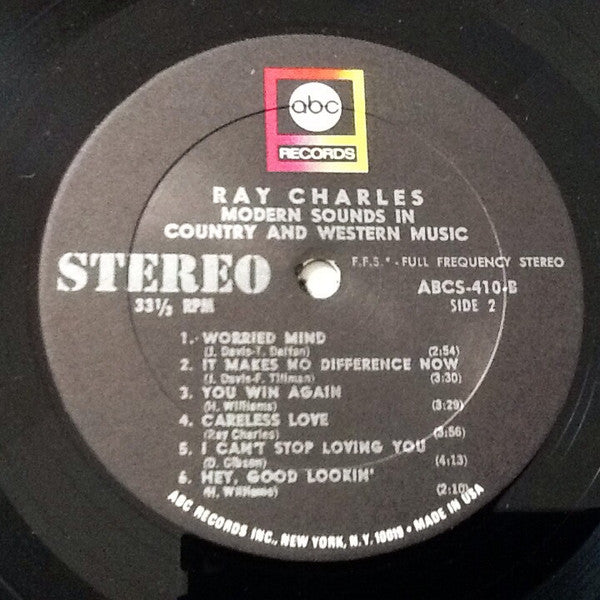 abc
RECORDS
RAY CHARLES
MODERN SOUNDS IN
COUNTRY AND WESTERN MUSIC
STEREO
33⅓ RPM
F.F.S.* - FULL FREQUENCY STEREO
ABCS-410-B
SIDE 2
1. WORRIED MIND
(J. Davis-T. Daffan) (2:54)
2. IT MAKES NO DIFFERENCE NOW
(J. Davis-F. Tillman) (3:30)
3. YOU WIN AGAIN
(H. Williams) (3:29)
4. CARELESS LOVE
(Ray Charles) (3:56)
5. I CAN'T STOP LOVING YOU
(D. Gibson) (4:13)
6. HEY, GOOD LOOKIN'
(H. Williams) (2:10)
ABC RECORDS INC., NEW YORK, N.Y. 10019 • MADE IN USA